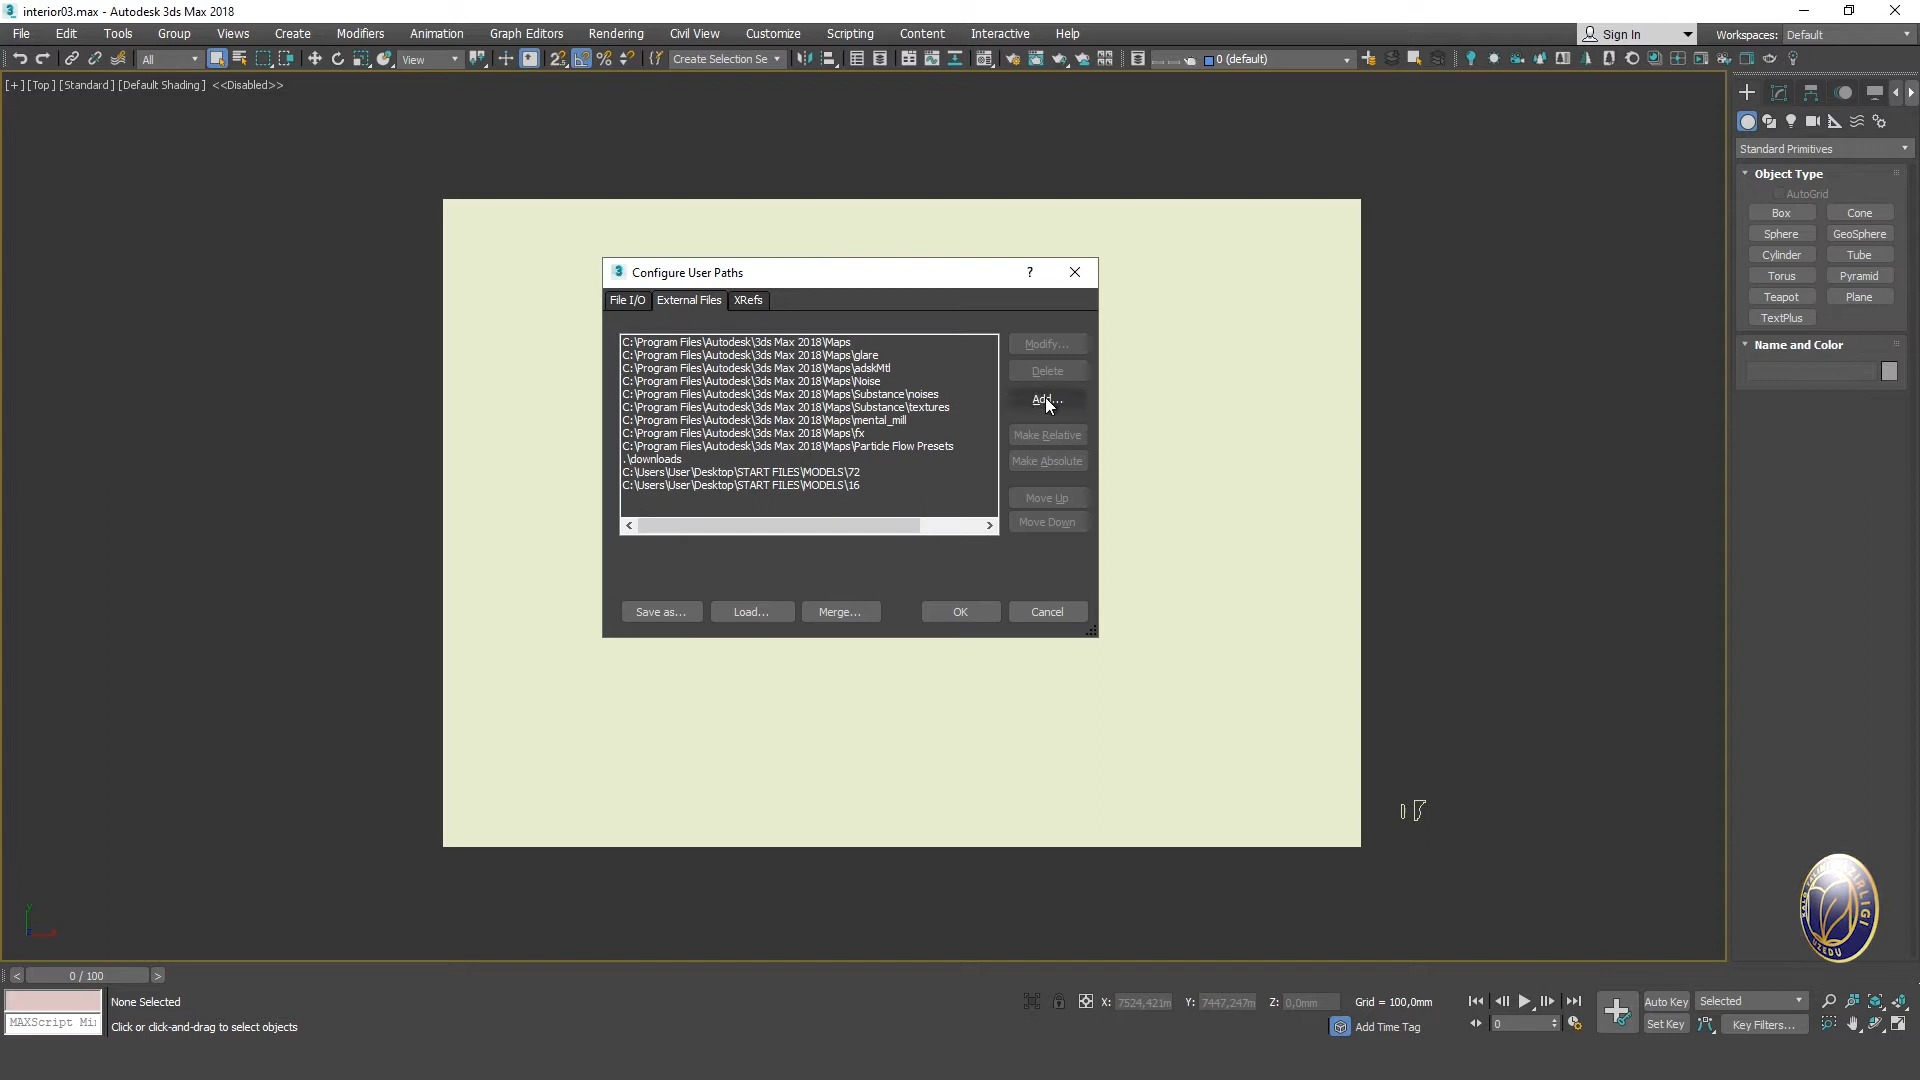 interior03.max - Autodesk 3ds Max 2018
File Edit Tools Group Views Create Modifiers Animation Graph Editors Rendering Civil View Customize Scripting Content Interactive Help
Sign In Workspaces: Default
All View Create Selection Se 0 (default)
[+] [Top] [Standard] [Default Shading] <<Disabled>>
Standard Primitives
Object Type
AutoGrid
Box Cone
Sphere GeoSphere
Cylinder Tube
Torus Pyramid
Teapot Plane
TextPlus
Name and Color
Configure User Paths ?
File I/O External Files XRefs
C:\Program Files\Autodesk\3ds Max 2018\Maps
C:\Program Files\Autodesk\3ds Max 2018\Maps\glare
C:\Program Files\Autodesk\3ds Max 2018\Maps\adskMtl
C:\Program Files\Autodesk\3ds Max 2018\Maps\Noise
C:\Program Files\Autodesk\3ds Max 2018\Maps\Substance\noises
C:\Program Files\Autodesk\3ds Max 2018\Maps\Substance\textures
C:\Program Files\Autodesk\3ds Max 2018\Maps\mental_mill
C:\Program Files\Autodesk\3ds Max 2018\Maps\fx
C:\Program Files\Autodesk\3ds Max 2018\Maps\Particle Flow Presets
.\downloads
C:\Users\User\Desktop\START FILES\MODELS\72
C:\Users\User\Desktop\START FILES\MODELS\16
Modify...
Delete
Add...
Make Relative
Make Absolute
Move Up
Move Down
Save as... Load... Merge... OK Cancel
UZEDU
0 / 100
None Selected
X: 7524,421m Y: 7447,247m Z: 0,0mm Grid = 100,0mm
Auto Key Selected
MAXScript Mi
Click or click-and-drag to select objects
Add Time Tag
0
Set Key Key Filters...